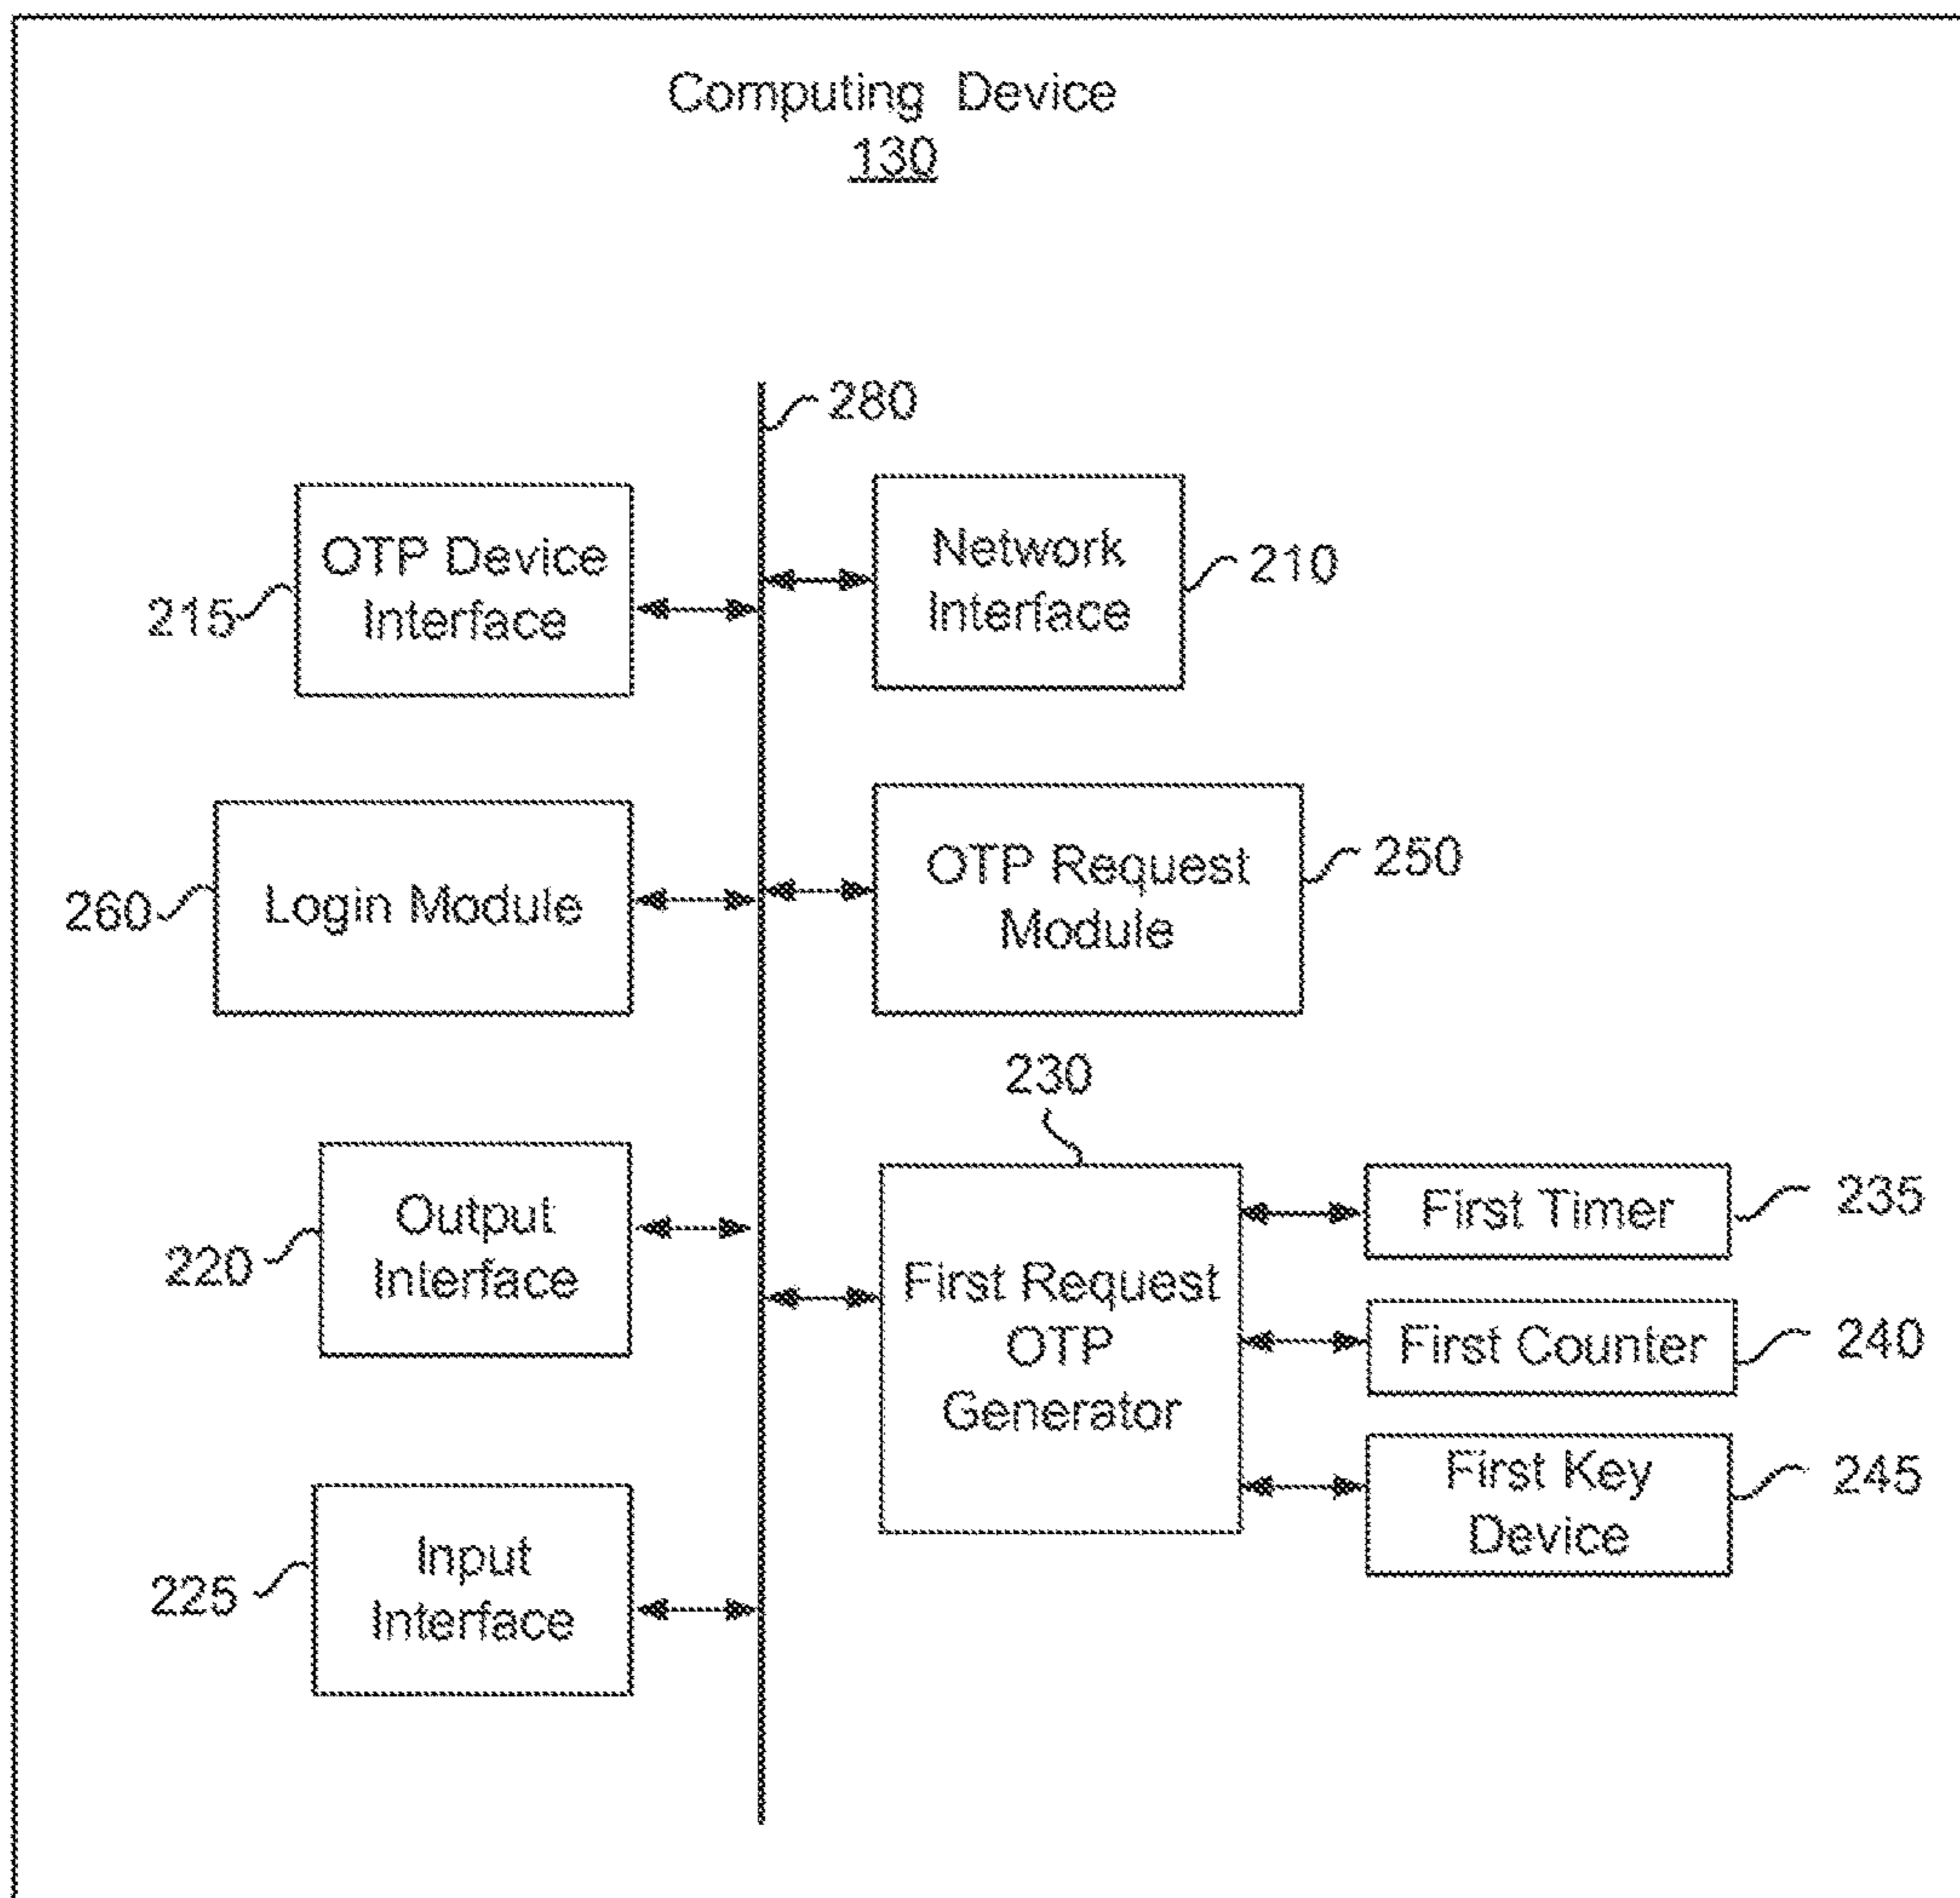 Computing Device
130
280
OTP Device
Interface
215
Network
Interface
210
Login Module
260
OTP Request
Module
250
230
Output
Interface
220
First Request
OTP
Generator
First Timer
235
First Counter
240
First Key
Device
245
Input
Interface
225